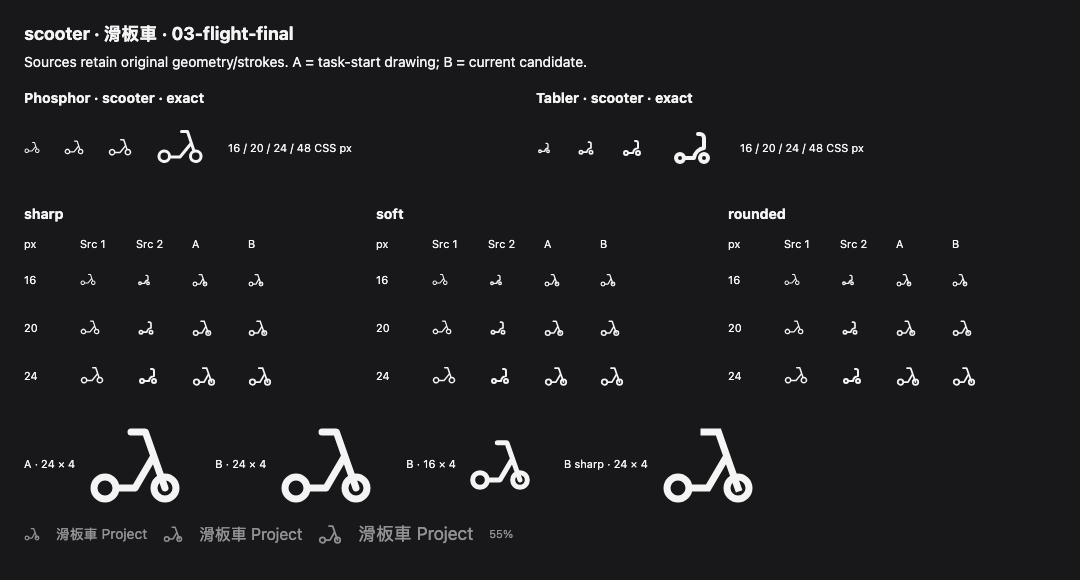 scooter · 滑板車 · 03-flight-final
Sources retain original geometry/strokes. A = task-start drawing; B = current candidate.
Phosphor · scooter · exact
Tabler · scooter · exact
16 / 20 / 24 / 48 CSS px
16 / 20 / 24 / 48 CSS px
sharp
soft
rounded
px Src 1 Src 2 A B
px Src 1 Src 2 A B
px Src 1 Src 2 A B
16
16
16
20
20
20
24
24
24
A · 24 × 4
B · 24 × 4
B · 16 × 4
B sharp · 24 × 4
滑板車 Project
滑板車 Project
滑板車 Project
55%